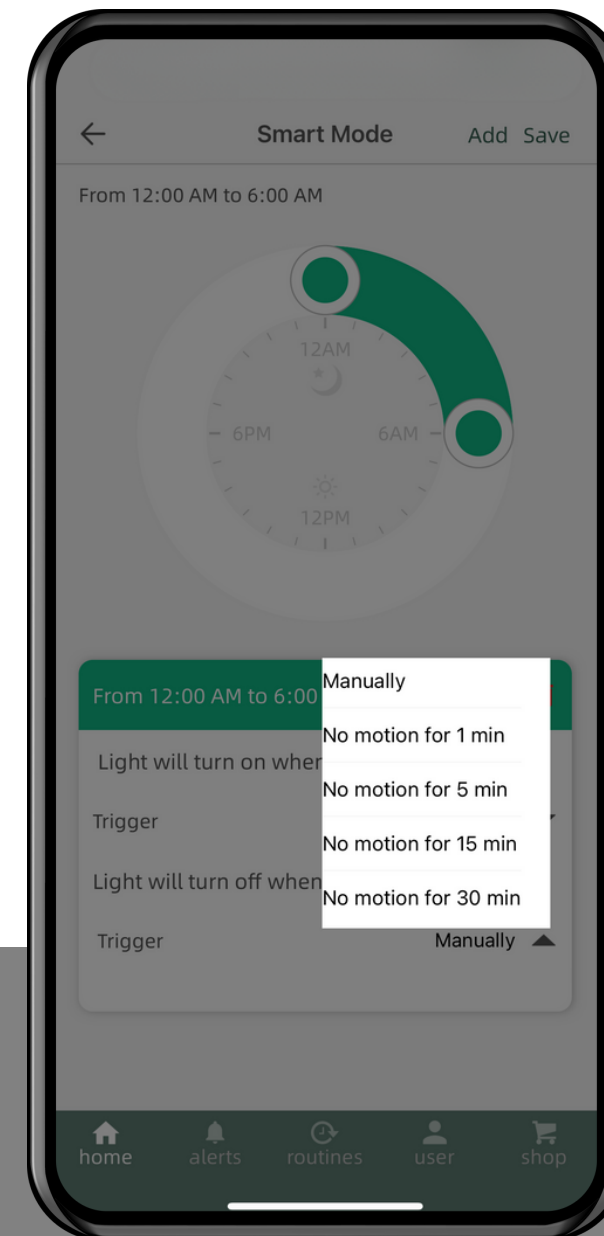 Smart Mode Add Save
From 12:00 AM to 6:00 AM
12AM
6PM 6AM
12PM
From 12:00 AM to 6:00
Manually
No motion for 1 min
Light will turn on when
No motion for 5 min
Trigger
No motion for 15 min
Light will turn off when
No motion for 30 min
Trigger Manually
home alerts routines user shop